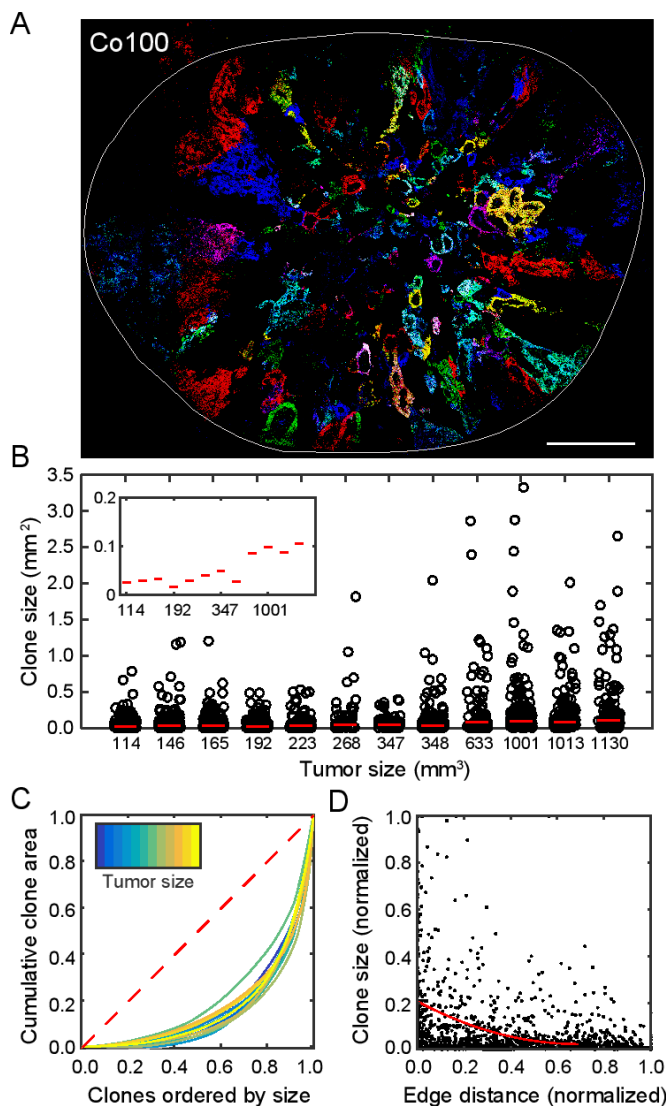 A
Co100
B
Clone size (mm²)
3.5
3.0
2.5
2.0
1.5
1.0
0.5
0.0
0.2
0.1
0
114 192 347 1001
114 146 165 192 223 268 347 348 633 1001 1013 1130
Tumor size (mm³)
C
Cumulative clone area
1.0
0.8
0.6
0.4
0.2
0.0
Tumor size
0.0 0.2 0.4 0.6 0.8 1.0
Clones ordered by size
D
Clone size (normalized)
1.0
0.8
0.6
0.4
0.2
0.0
0.0 0.2 0.4 0.6 0.8 1.0
Edge distance (normalized)